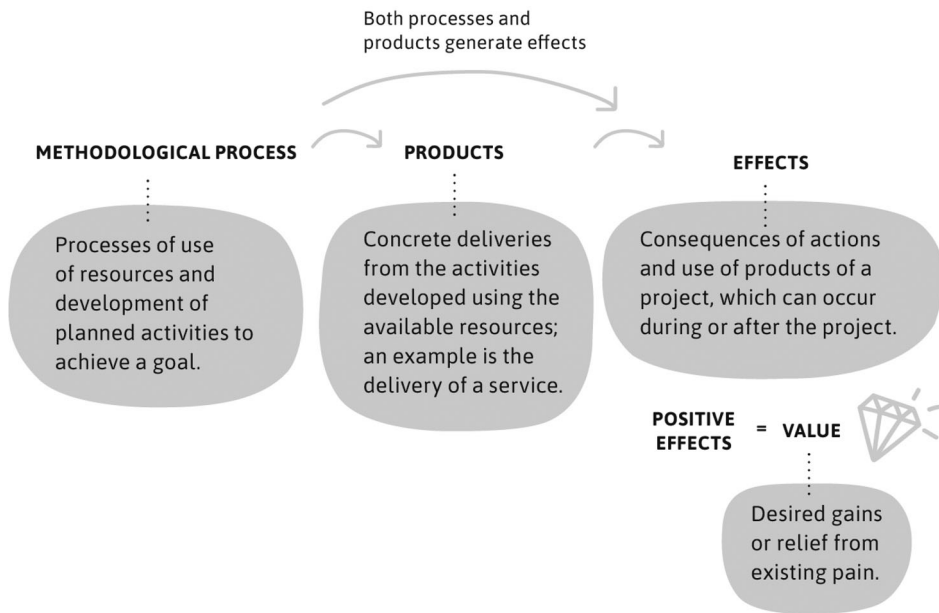 Both processes and
products generate effects
METHODOLOGICAL PROCESS
PRODUCTS
EFFECTS
Processes of use
of resources and
development of
planned activities to
achieve a goal.
Concrete deliveries
from the activities
developed using the
available resources;
an example is the
delivery of a service.
Consequences of actions
and use of products of a
project, which can occur
during or after the project.
POSITIVE
EFFECTS
= VALUE
Desired gains
or relief from
existing pain.